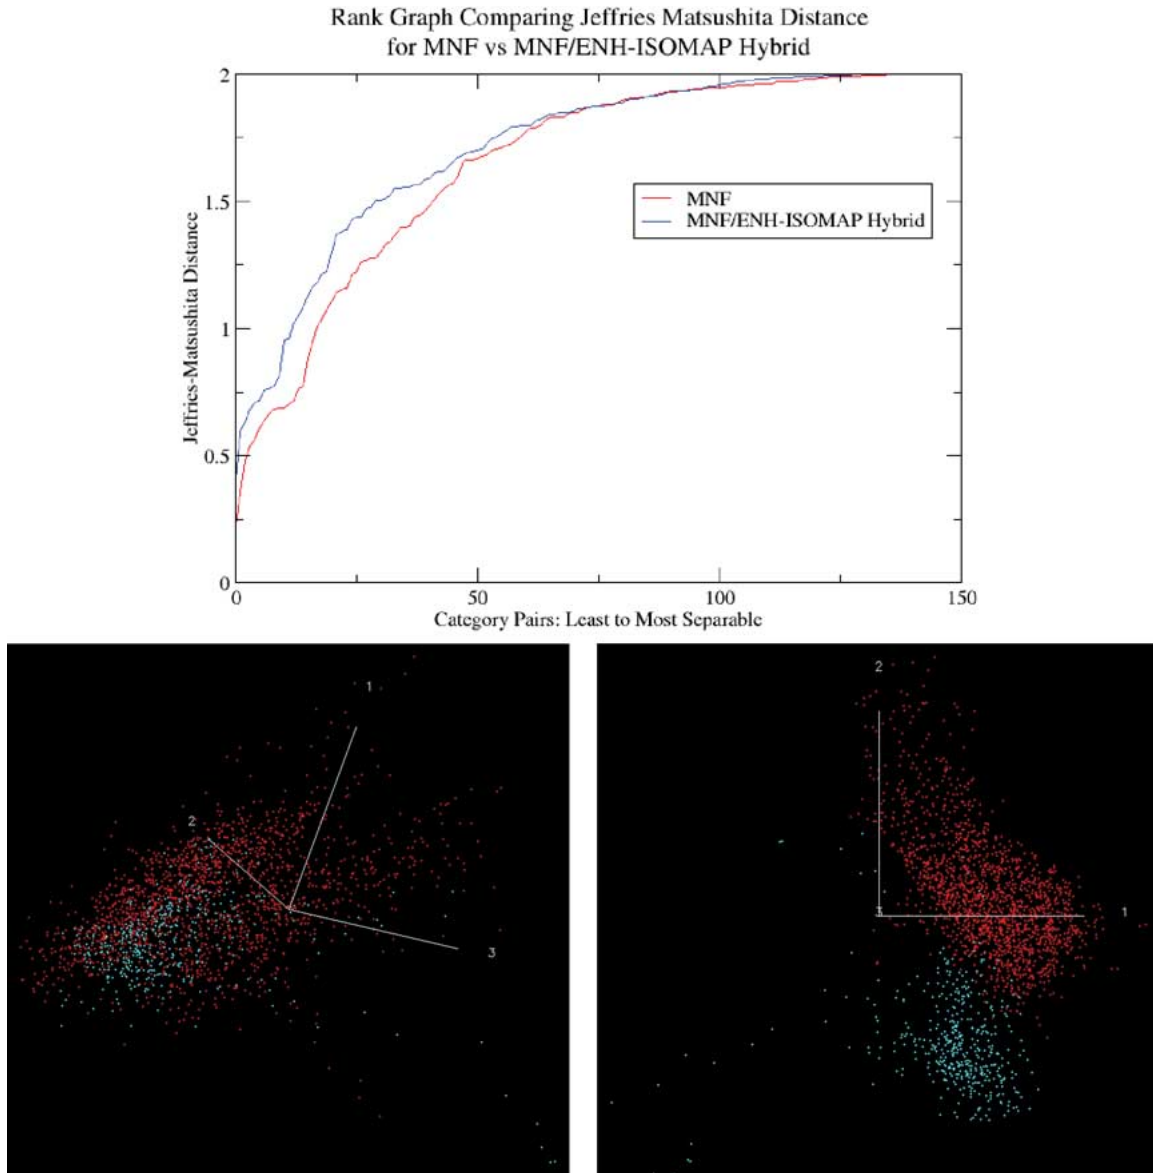 Rank Graph Comparing Jeffries Matsushita Distance
for MNF vs MNF/ENH-ISOMAP Hybrid
2
1.5
1
0.5
0
Jeffries-Matsushita Distance
MNF
MNF/ENH-ISOMAP Hybrid
0 50 100 150
Category Pairs: Least to Most Separable
1
2
3
2
3
1